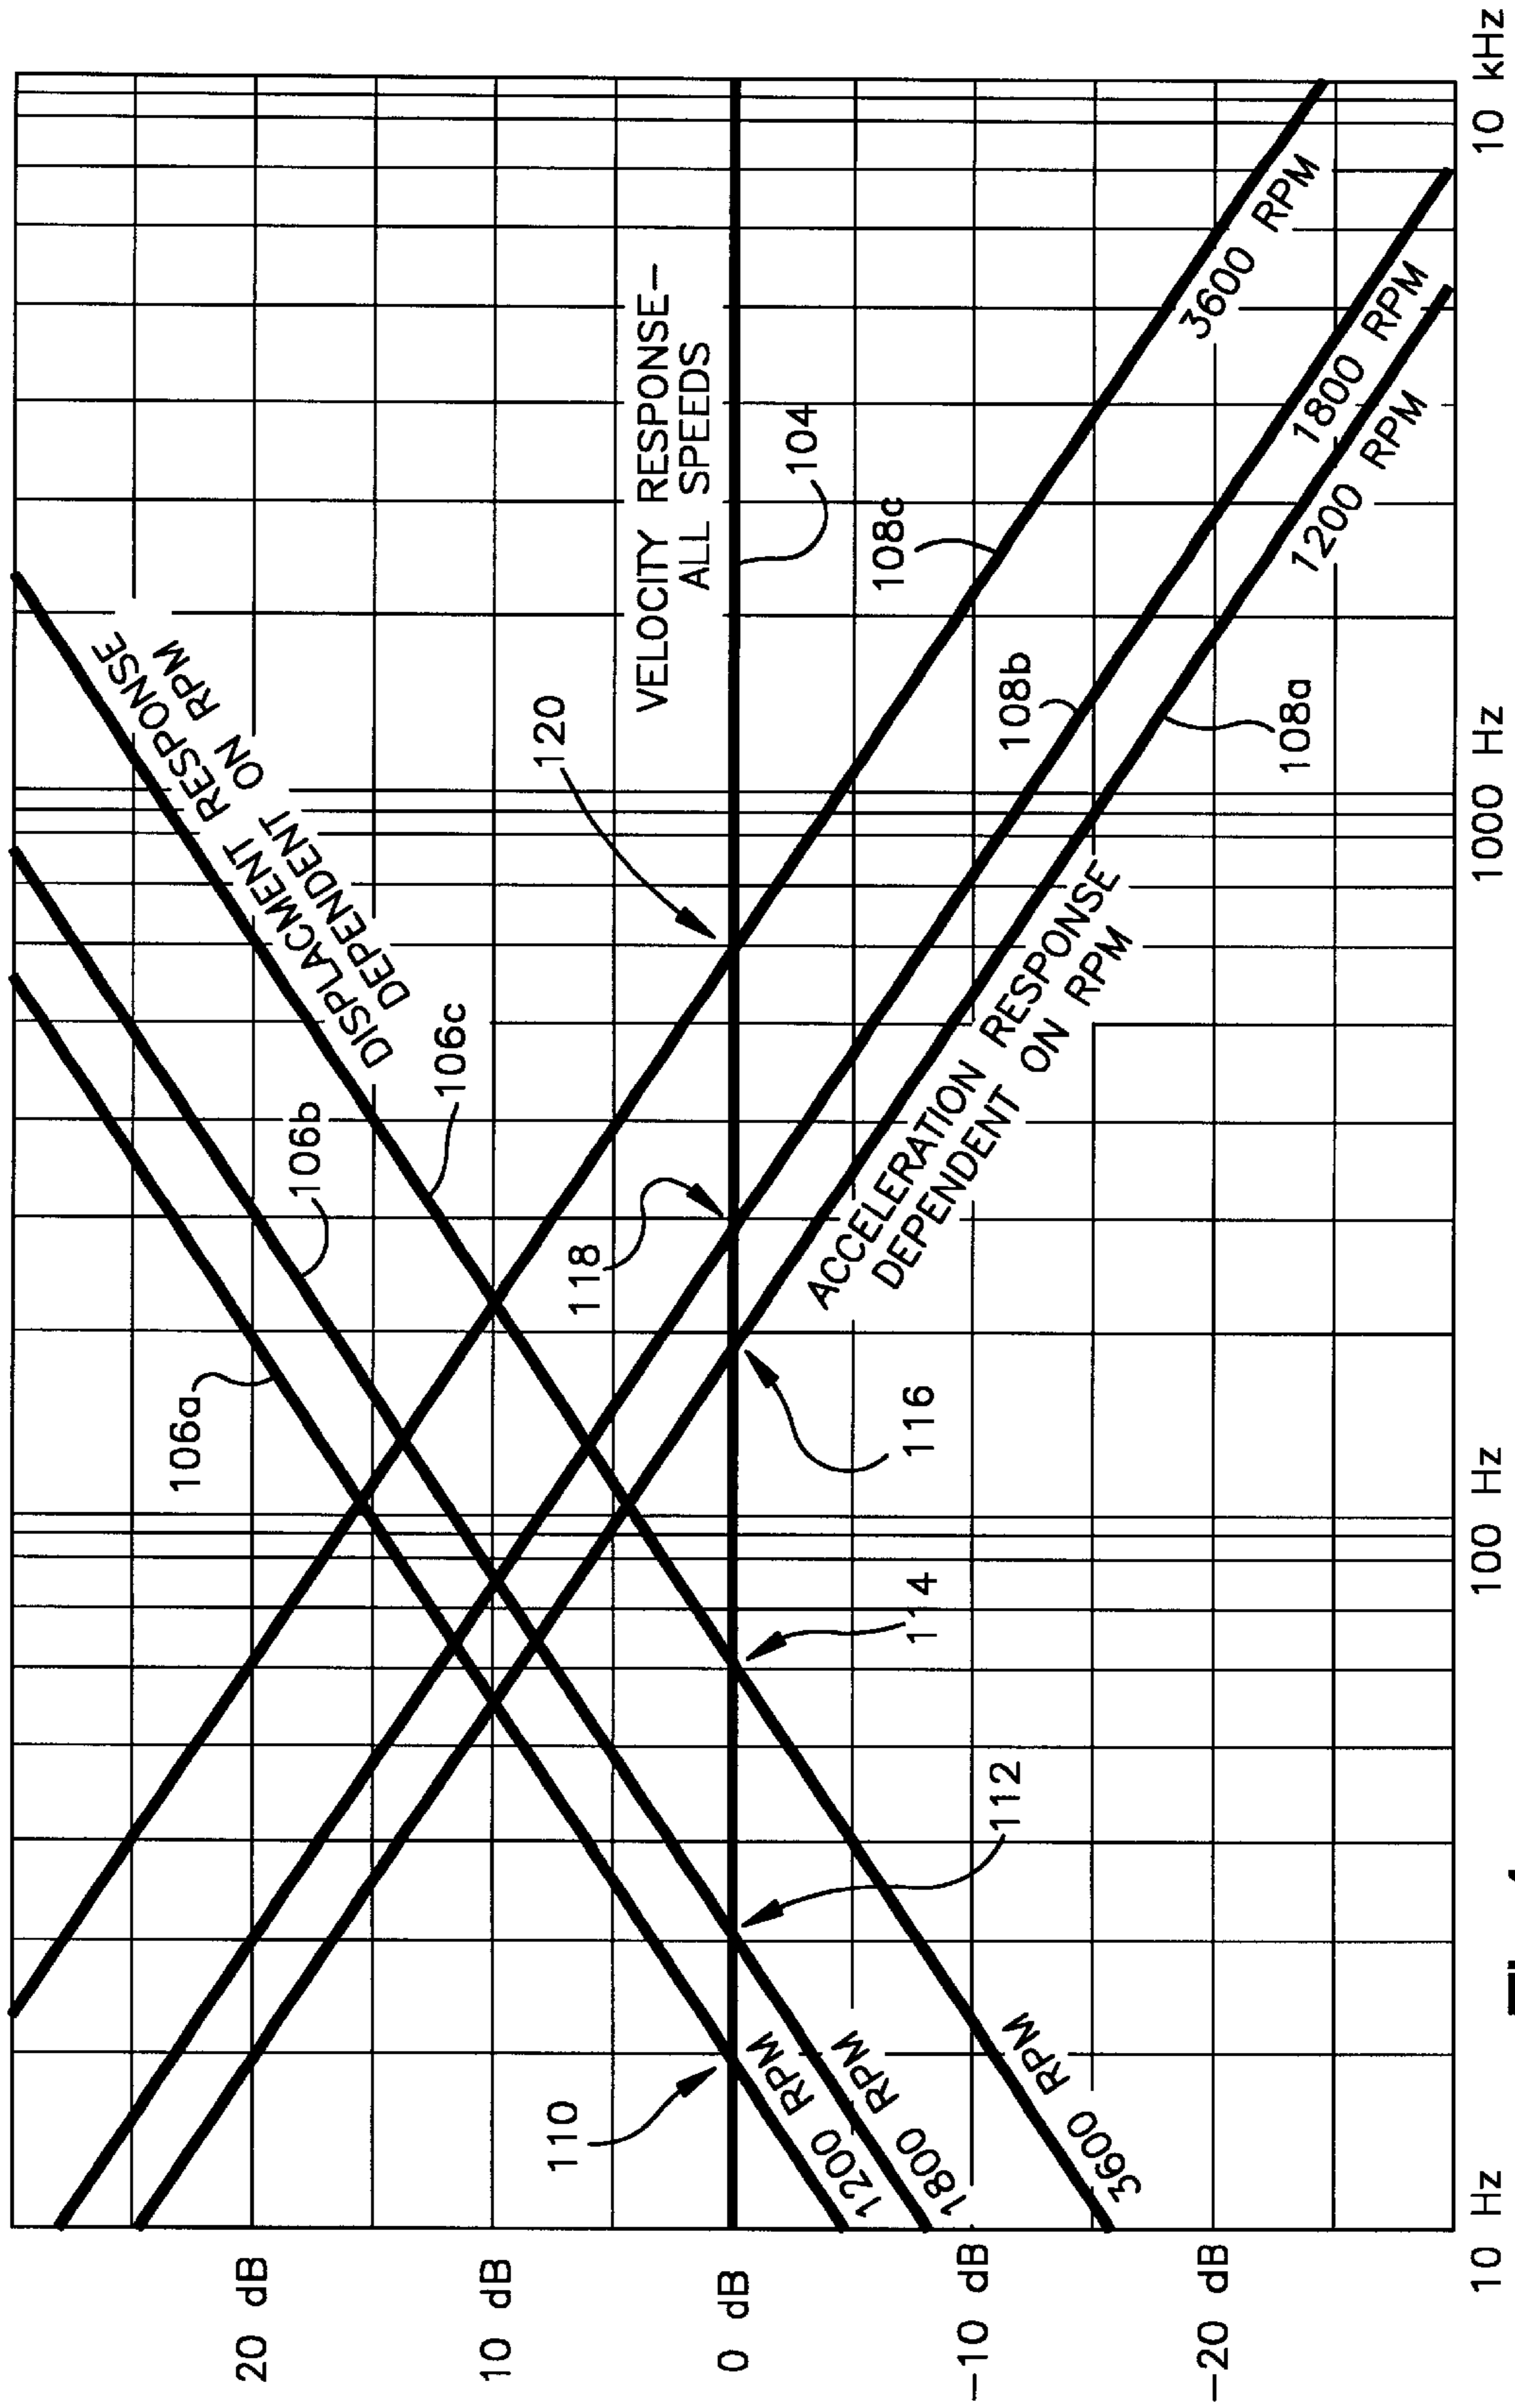 20 dB
10 dB
0 dB
-10 dB
-20 dB
10 Hz
100 Hz
1000 Hz
10 kHz
106a
106b
106c
DISPLACMENT RESPONSE
DEPENDENT ON RPM
VELOCITY RESPONSE-
ALL SPEEDS
104
120
118
110
112
114
116
1200 RPM
1800 RPM
3600 RPM
ACCELERATION RESPONSE
DEPENDENT ON RPM
108a
108b
108c
3600 RPM
1800 RPM
1200 RPM